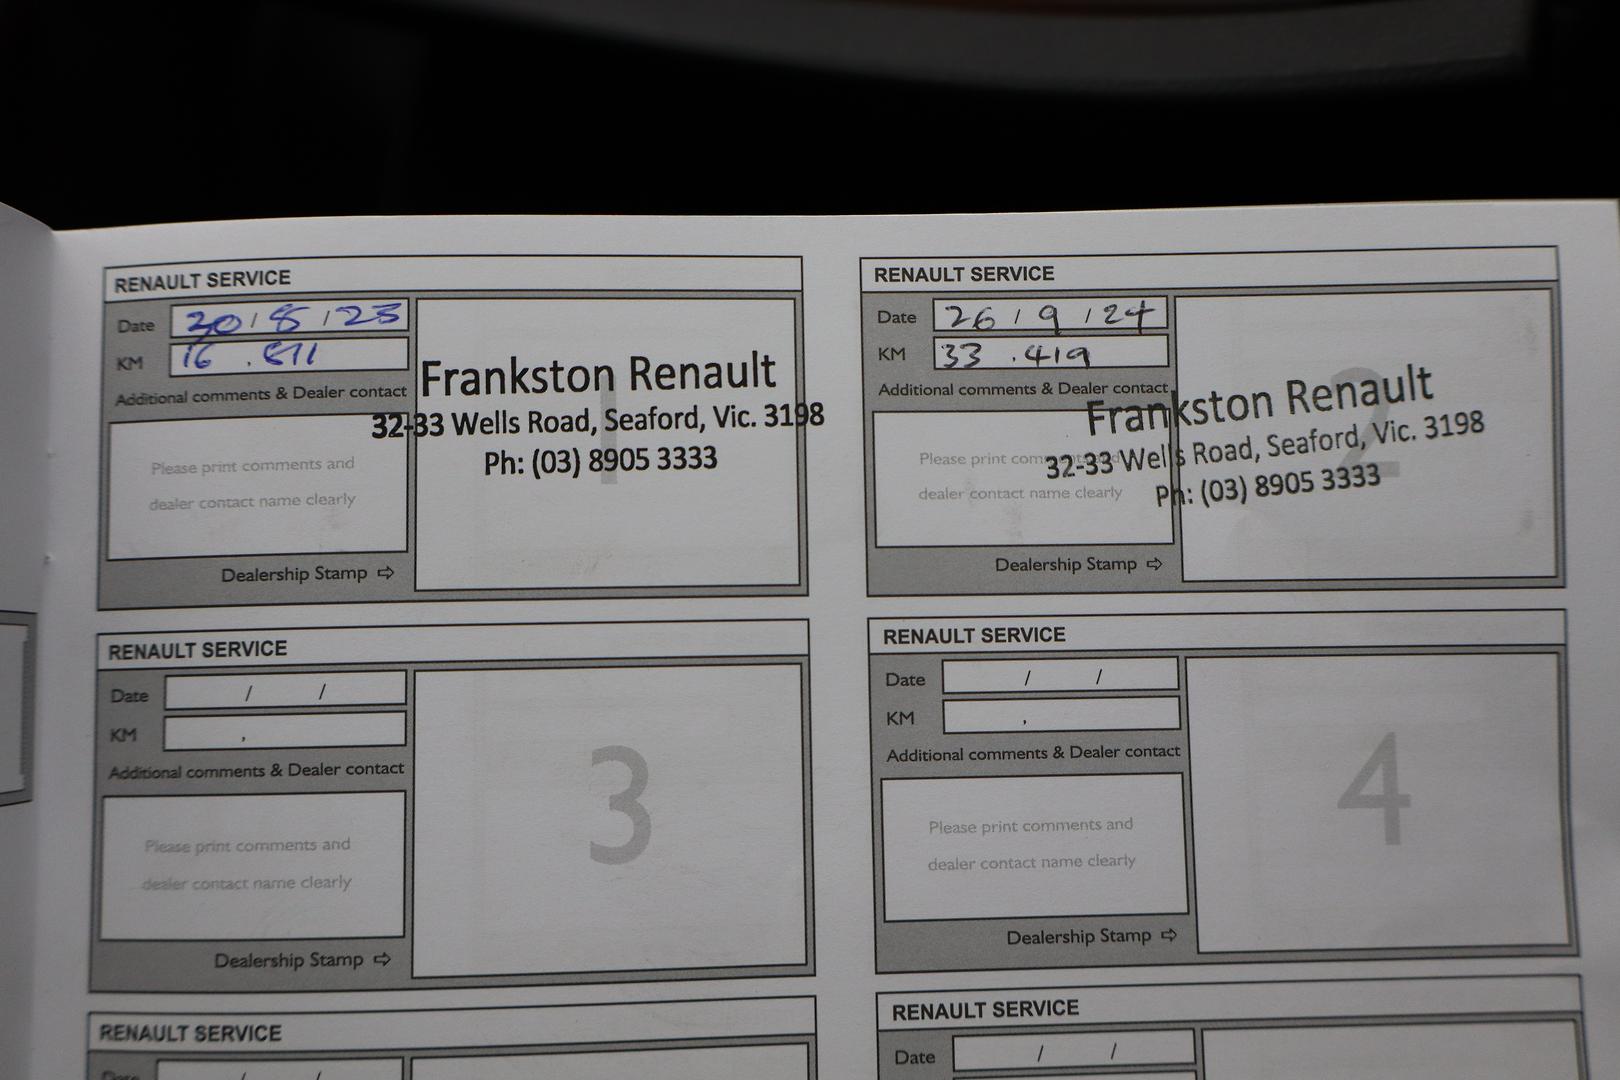 RENAULT SERVICE
Date 30 / 8 / 23
KM
Additional comments & Dealer contact
Please print comments and
dealer contact name clearly
Dealership Stamp ⇨
1
Frankston Renault
32-33 Wells Road, Seaford, Vic. 3198
Ph: (03) 8905 3333
RENAULT SERVICE
Date 26 / 9 / 24
KM 33 .419
Additional comments & Dealer contact
Please print comments and
dealer contact name clearly
Dealership Stamp ⇨
2
Frankston Renault
32-33 Wells Road, Seaford, Vic. 3198
Ph: (03) 8905 3333
RENAULT SERVICE
Date / /
KM ,
Additional comments & Dealer contact
Please print comments and
dealer contact name clearly
Dealership Stamp ⇨
3
RENAULT SERVICE
Date / /
KM ,
Additional comments & Dealer contact
Please print comments and
dealer contact name clearly
Dealership Stamp ⇨
4
RENAULT SERVICE
Date / /
RENAULT SERVICE
Date / /